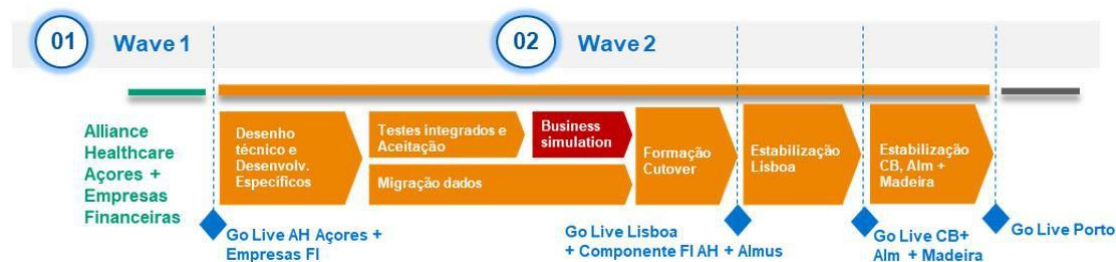 01 Wave 1
02 Wave 2
Alliance
Healthcare
Açores +
Empresas
Financeiras
Desenho
técnico e
Desenvolv.
Específicos
Testes integrados e
Aceitação
Business
simulation
Migração dados
Formação
Cutover
Estabilização
Lisboa
Estabilização
CB, Alm +
Madeira
Go Live AH Açores +
Empresas FI
Go Live Lisboa
+ Componente FI AH + Almus
Go Live CB+
Alm + Madeira
Go Live Porto